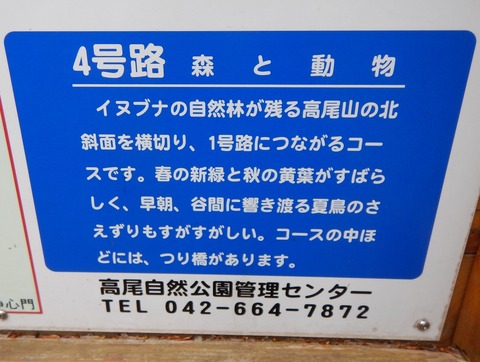 4号路 森と動物
イヌブナの自然林が残る高尾山の北
斜面を横切り、1号路につながるコー
スです。春の新緑と秋の黄葉がすばら
しく、早朝、谷間に響き渡る夏鳥のさ
えずりもすがすがしい。コースの中ほ
どには、つり橋があります。
高尾自然公園管理センター
TEL 042-664-7872
心門